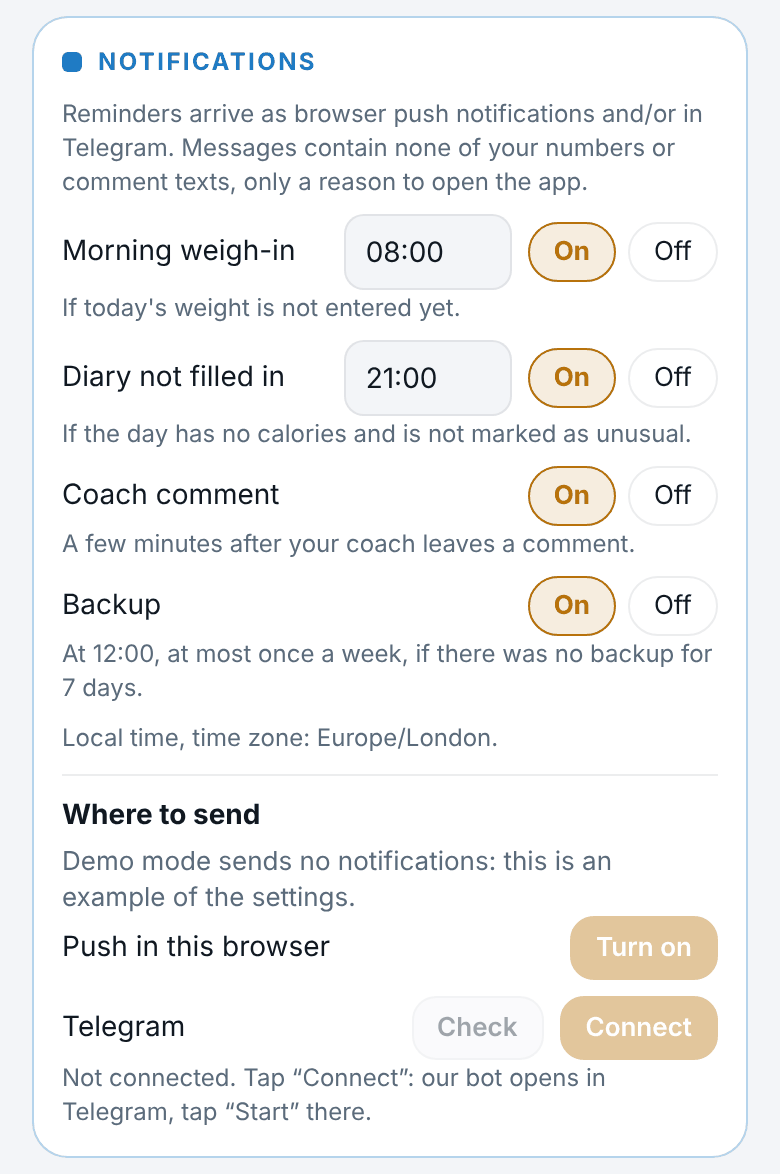 NOTIFICATIONS
Reminders arrive as browser push notifications and/or in
Telegram. Messages contain none of your numbers or
comment texts, only a reason to open the app.
Morning weigh-in 08:00 On Off
If today's weight is not entered yet.
Diary not filled in 21:00 On Off
If the day has no calories and is not marked as unusual.
Coach comment On Off
A few minutes after your coach leaves a comment.
Backup On Off
At 12:00, at most once a week, if there was no backup for
7 days.
Local time, time zone: Europe/London.
Where to send
Demo mode sends no notifications: this is an
example of the settings.
Push in this browser Turn on
Telegram Check Connect
Not connected. Tap “Connect”: our bot opens in
Telegram, tap “Start” there.